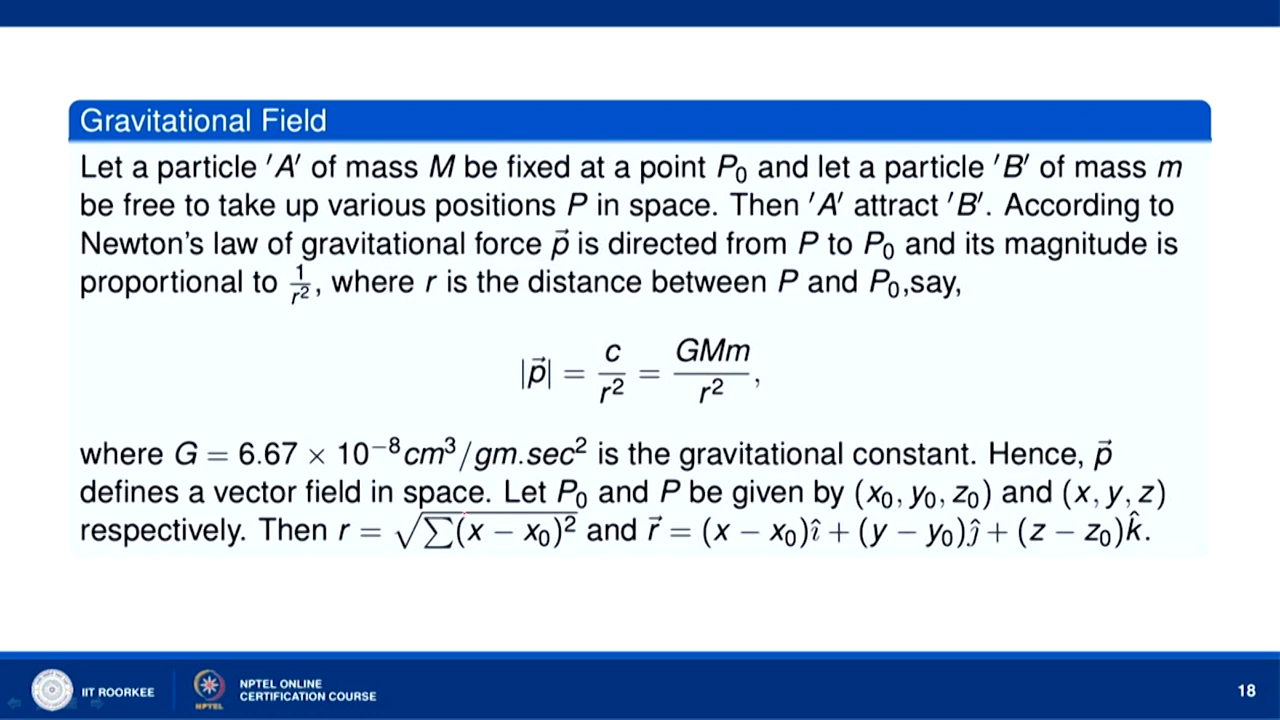 Gravitational Field
Let a particle ′A′ of mass M be fixed at a point P₀ and let a particle ′B′ of mass m
be free to take up various positions P in space. Then ′A′ attract ′B′. According to
Newton's law of gravitational force p⃗ is directed from P to P₀ and its magnitude is
proportional to 1/r², where r is the distance between P and P₀,say,
|p⃗| = c/r² = GMm/r²,
where G = 6.67 × 10⁻⁸cm³/gm.sec² is the gravitational constant. Hence, p⃗
defines a vector field in space. Let P₀ and P be given by (x₀, y₀, z₀) and (x, y, z)
respectively. Then r = √∑(x − x₀)² and r⃗ = (x − x₀)î + (y − y₀)ĵ + (z − z₀)k̂.
IIT ROORKEE
NPTEL
NPTEL ONLINE
CERTIFICATION COURSE
18